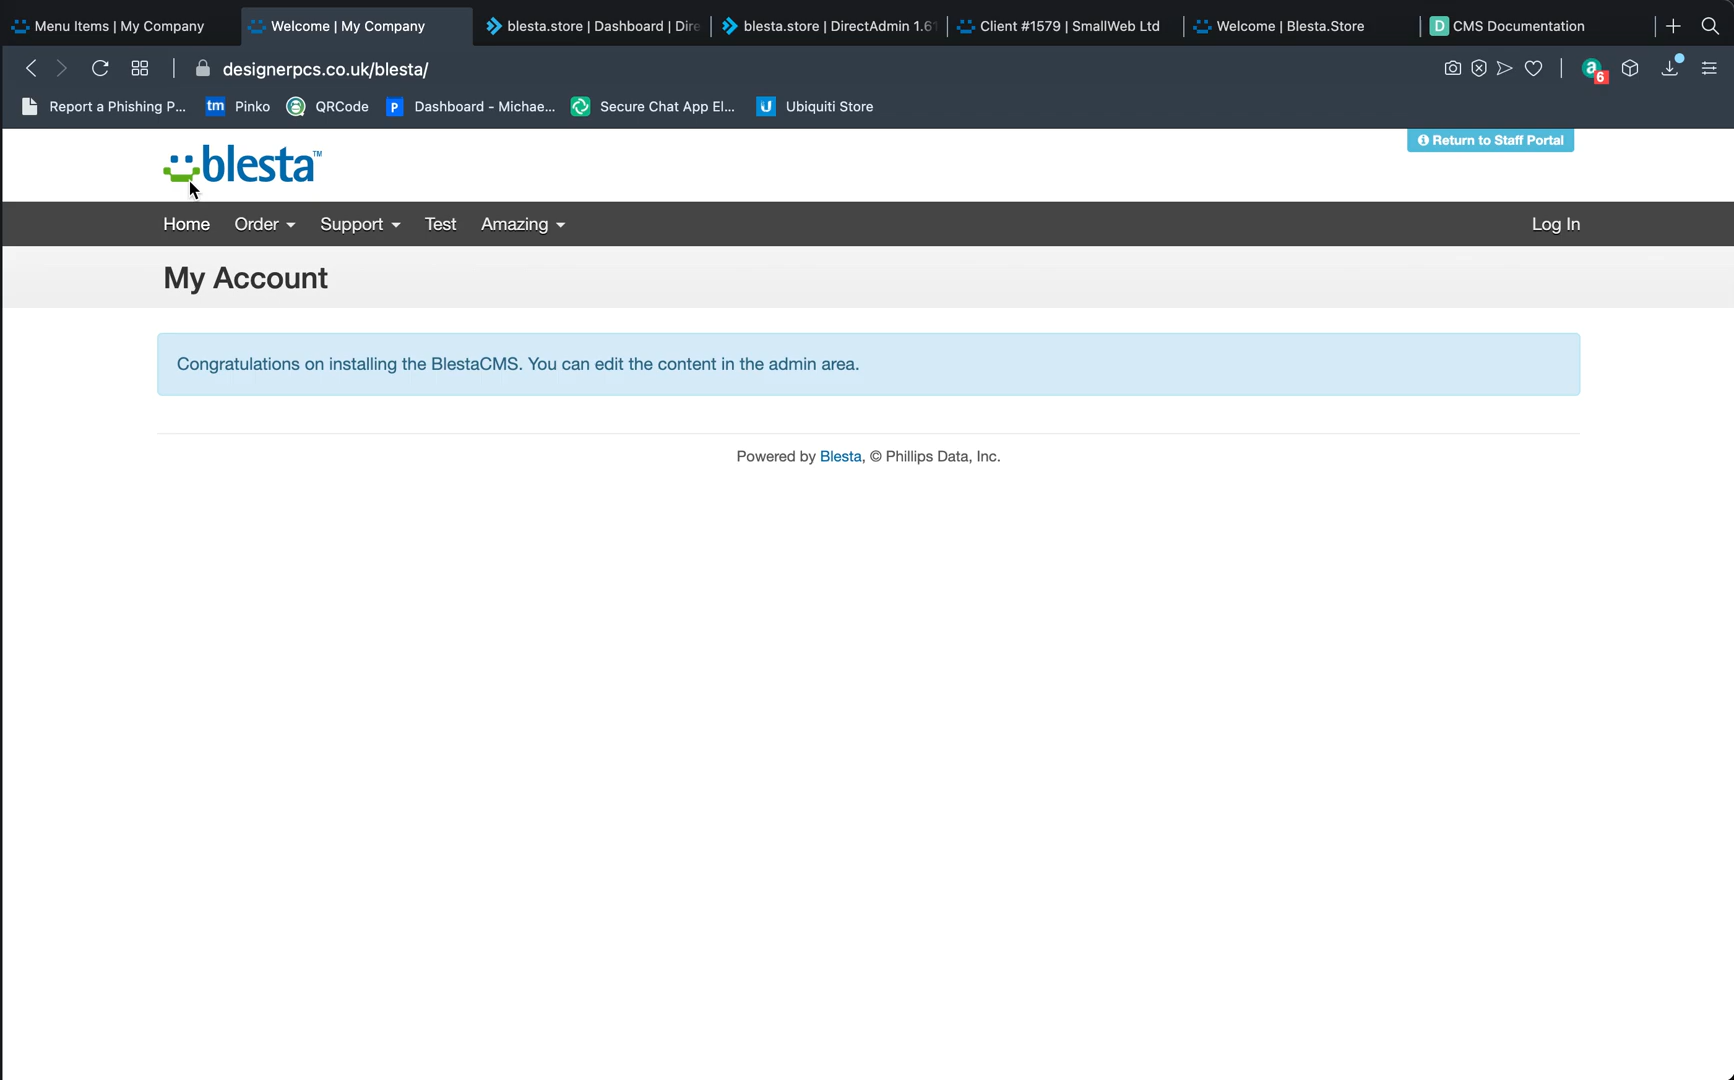 Menu Items | My Company
Welcome | My Company
blesta.store | Dashboard | Dire
blesta.store | DirectAdmin 1.61
Client #1579 | SmallWeb Ltd
Welcome | Blesta.Store
D CMS Documentation
designerpcs.co.uk/blesta/
a 6
Report a Phishing P...
tm Pinko
QRCode
P Dashboard - Michae...
Secure Chat App El...
U Ubiquiti Store
blesta™
Return to Staff Portal
Home Order Support Test Amazing Log In
My Account
Congratulations on installing the BlestaCMS. You can edit the content in the admin area.
Powered by Blesta, © Phillips Data, Inc.